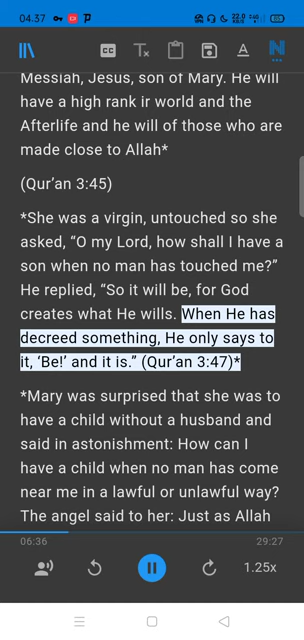 04.37
22.0
KB/s
CC
Messiah, Jesus, son of Mary. He will
have a high rank ir world and the
Afterlife and he will of those who are
made close to Allah*
(Qur’an 3:45)
*She was a virgin, untouched so she
asked, “O my Lord, how shall I have a
son when no man has touched me?”
He replied, “So it will be, for God
creates what He wills. When He has
decreed something, He only says to
it, ‘Be!’ and it is.” (Qur’an 3:47)*
*Mary was surprised that she was to
have a child without a husband and
said in astonishment: How can I
have a child when no man has come
near me in a lawful or unlawful way?
The angel said to her: Just as Allah
06:36
29:27
1.25x